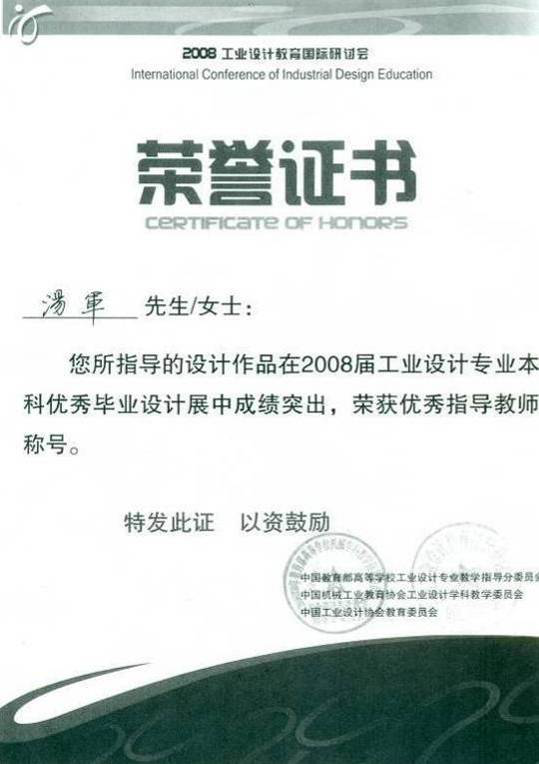 2008 工业设计教育国际研讨会
International Conference of Industrial Design Education
荣誉证书
CERTIFICATE OF HONORS
湯軍 先生/女士：
您所指导的设计作品在2008届工业设计专业本
科优秀毕业设计展中成绩突出，荣获优秀指导教师
称号。
特发此证 以资鼓励
中国教育部高等学校工业设计专业教学指导分委员会
中国机械工业教育协会工业设计学科教学委员会
中国工业设计协会教育委员会